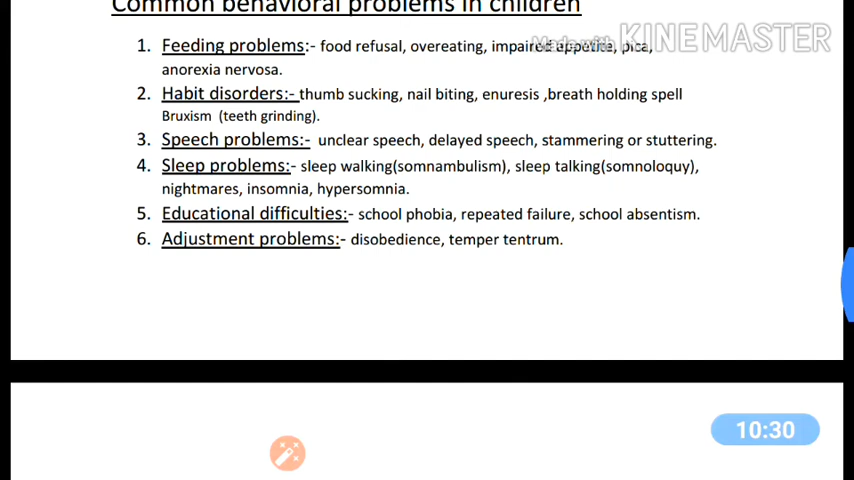 Common behavioral problems in children
Made with KINEMASTER
1. Feeding problems:- food refusal, overeating, impaired appetite, pica,
anorexia nervosa.
2. Habit disorders:- thumb sucking, nail biting, enuresis ,breath holding spell
Bruxism (teeth grinding).
3. Speech problems:- unclear speech, delayed speech, stammering or stuttering.
4. Sleep problems:- sleep walking(somnambulism), sleep talking(somnoloquy),
nightmares, insomnia, hypersomnia.
5. Educational difficulties:- school phobia, repeated failure, school absentism.
6. Adjustment problems:- disobedience, temper tentrum.
10:30